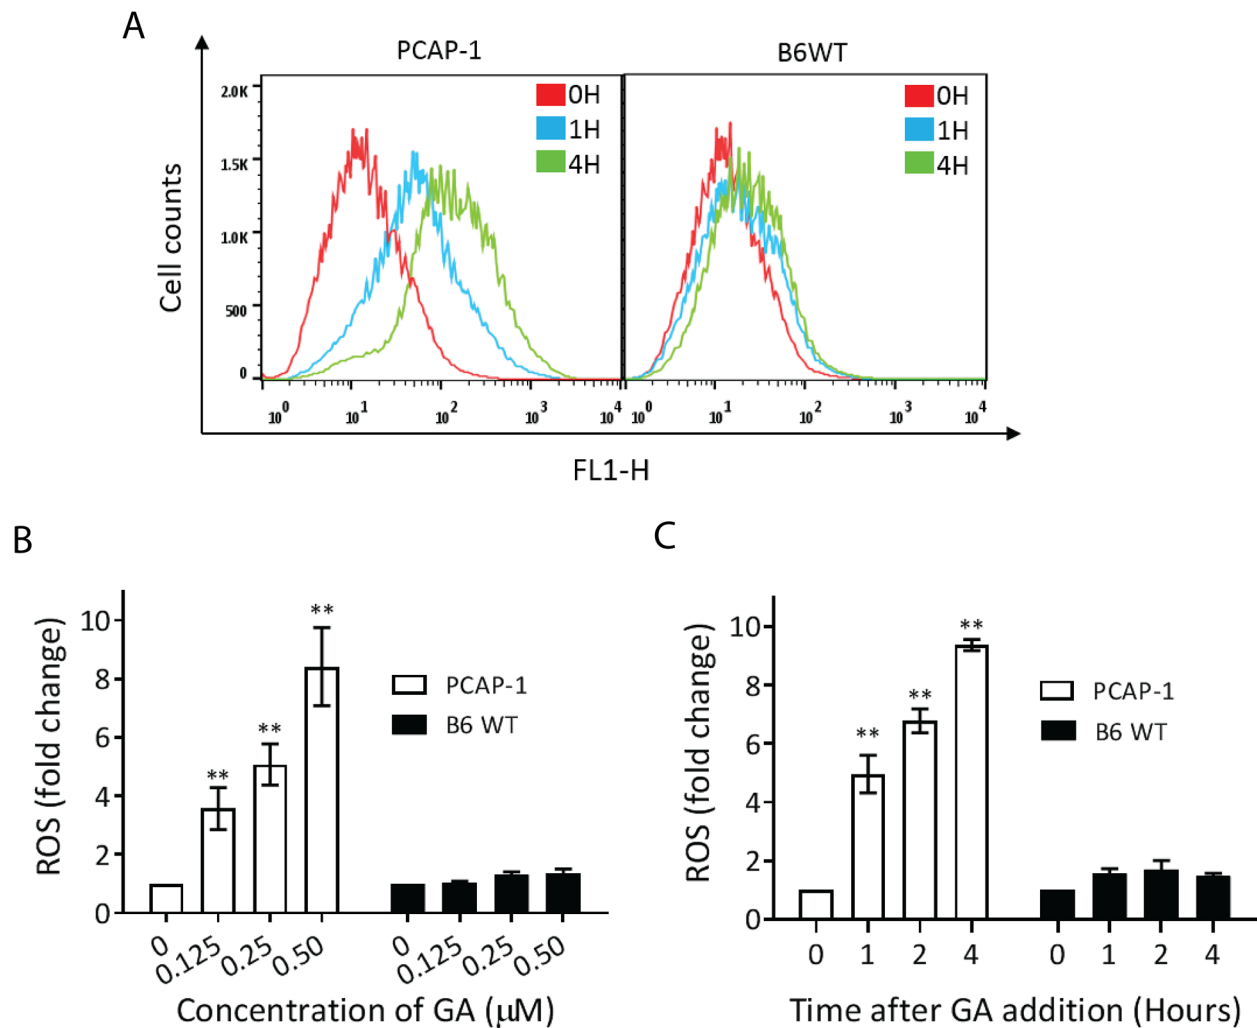 A
PCAP-1
B6WT
2.0K
1.5K
1.0K
500
0
0H
1H
4H
0H
1H
4H
Cell counts
10^0 10^1 10^2 10^3 10^4 10^0 10^1 10^2 10^3 10^4
FL1-H
B
ROS (fold change)
10
8
6
4
2
0
**
**
**
PCAP-1
B6 WT
0 0.125 0.25 0.50 0 0.125 0.25 0.50
Concentration of GA (μM)
C
ROS (fold change)
10
8
6
4
2
0
**
**
**
PCAP-1
B6 WT
0 1 2 4 0 1 2 4
Time after GA addition (Hours)